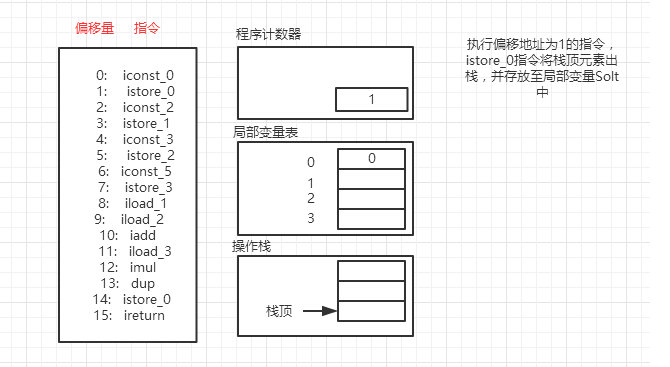 偏移量 指令
0: iconst_0
1: istore_0
2: iconst_2
3: istore_1
4: iconst_3
5: istore_2
6: iconst_5
7: istore_3
8: iload_1
9: iload_2
10: iadd
11: iload_3
12: imul
13: dup
14: istore_0
15: ireturn
程序计数器
1
局部变量表
0 0
1
2
3
操作栈
栈顶
执行偏移地址为1的指令，
istore_0指令将栈顶元素出
栈，并存放至局部变量Solt
中